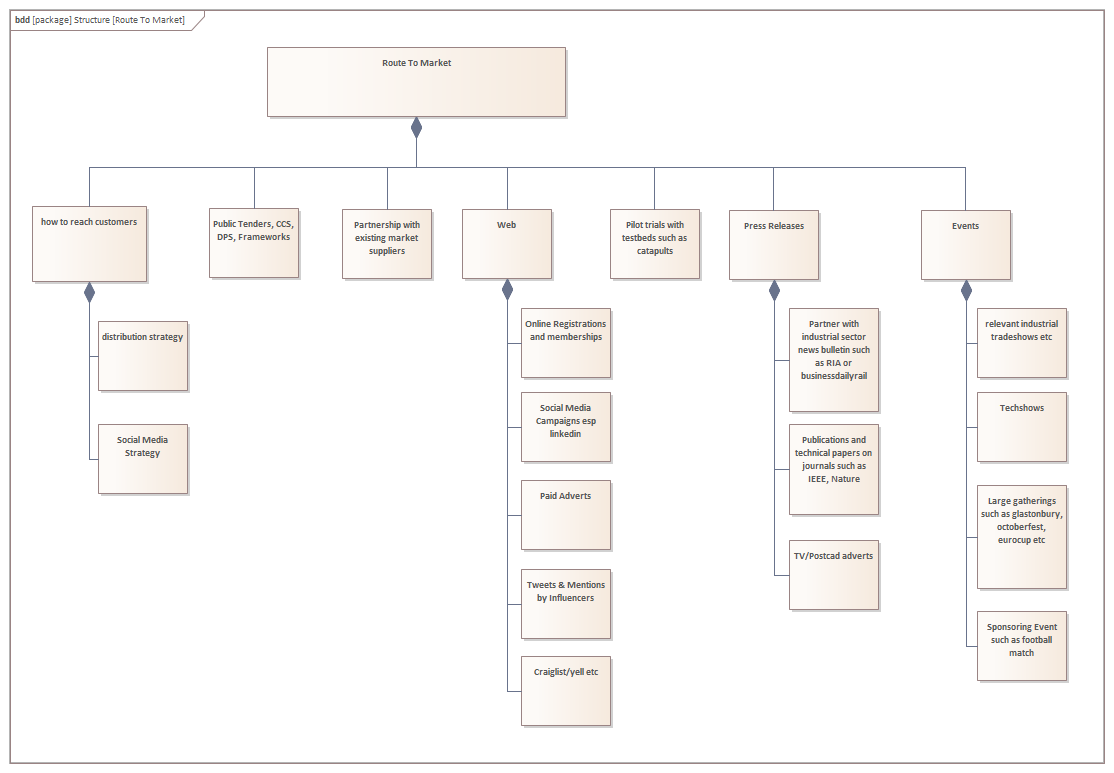 bdd [package] Structure [Route To Market]
Route To Market
how to reach customers
Public Tenders, CCS,
DPS, Frameworks
Partnership with
existing market
suppliers
Web
Pilot trials with
testbeds such as
catapults
Press Releases
Events
distribution strategy
Social Media
Strategy
Online Registrations
and memberships
Social Media
Campaigns esp
linkedin
Paid Adverts
Tweets & Mentions
by Influencers
Craiglist/yell etc
Partner with
industrial sector
news bulletin such
as RIA or
businessdailyrail
Publications and
technical papers on
journals such as
IEEE, Nature
TV/Postcad adverts
relevant industrial
tradeshows etc
Techshows
Large gatherings
such as glastonbury,
octoberfest,
eurocup etc
Sponsoring Event
such as football
match